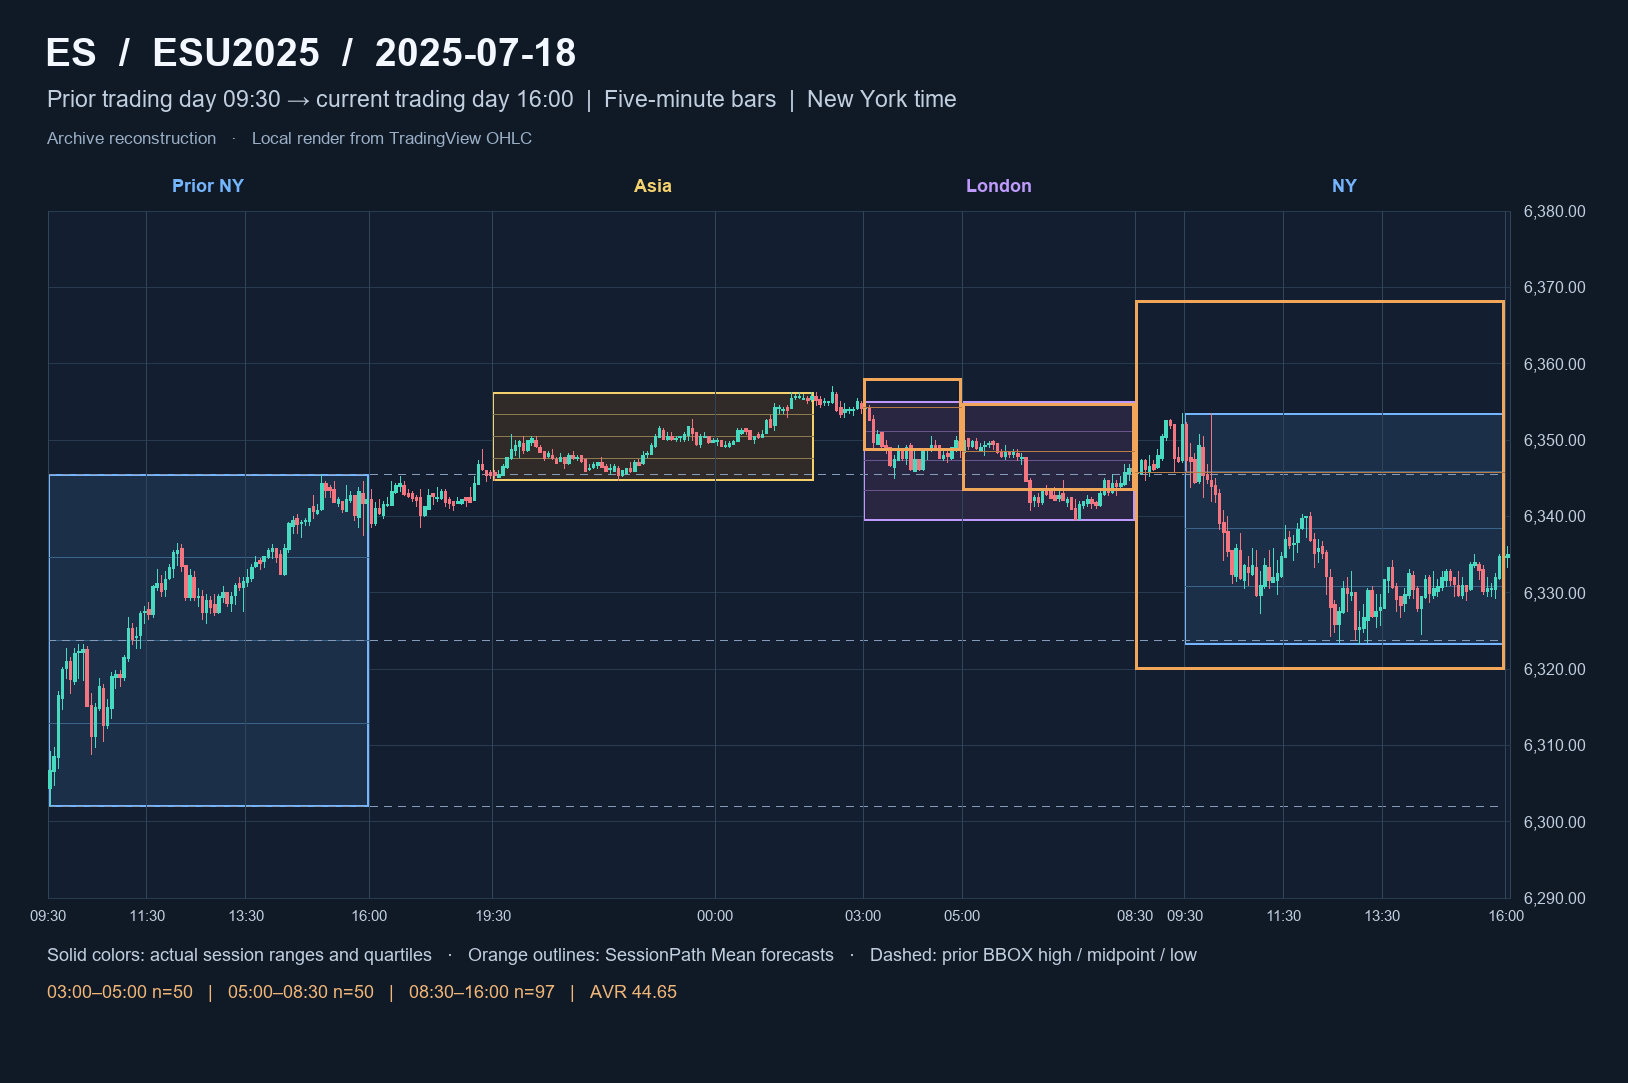 ES / ESU2025 / 2025-07-18
Prior trading day 09:30 → current trading day 16:00 | Five-minute bars | New York time
Archive reconstruction · Local render from TradingView OHLC
Prior NY Asia London NY
6,380.00
6,370.00
6,360.00
6,350.00
6,340.00
6,330.00
6,320.00
6,310.00
6,300.00
6,290.00
09:30 11:30 13:30 16:00 19:30 00:00 03:00 05:00 08:30 09:30 11:30 13:30 16:00
Solid colors: actual session ranges and quartiles · Orange outlines: SessionPath Mean forecasts · Dashed: prior BBOX high / midpoint / low
03:00–05:00 n=50 | 05:00–08:30 n=50 | 08:30–16:00 n=97 | AVR 44.65